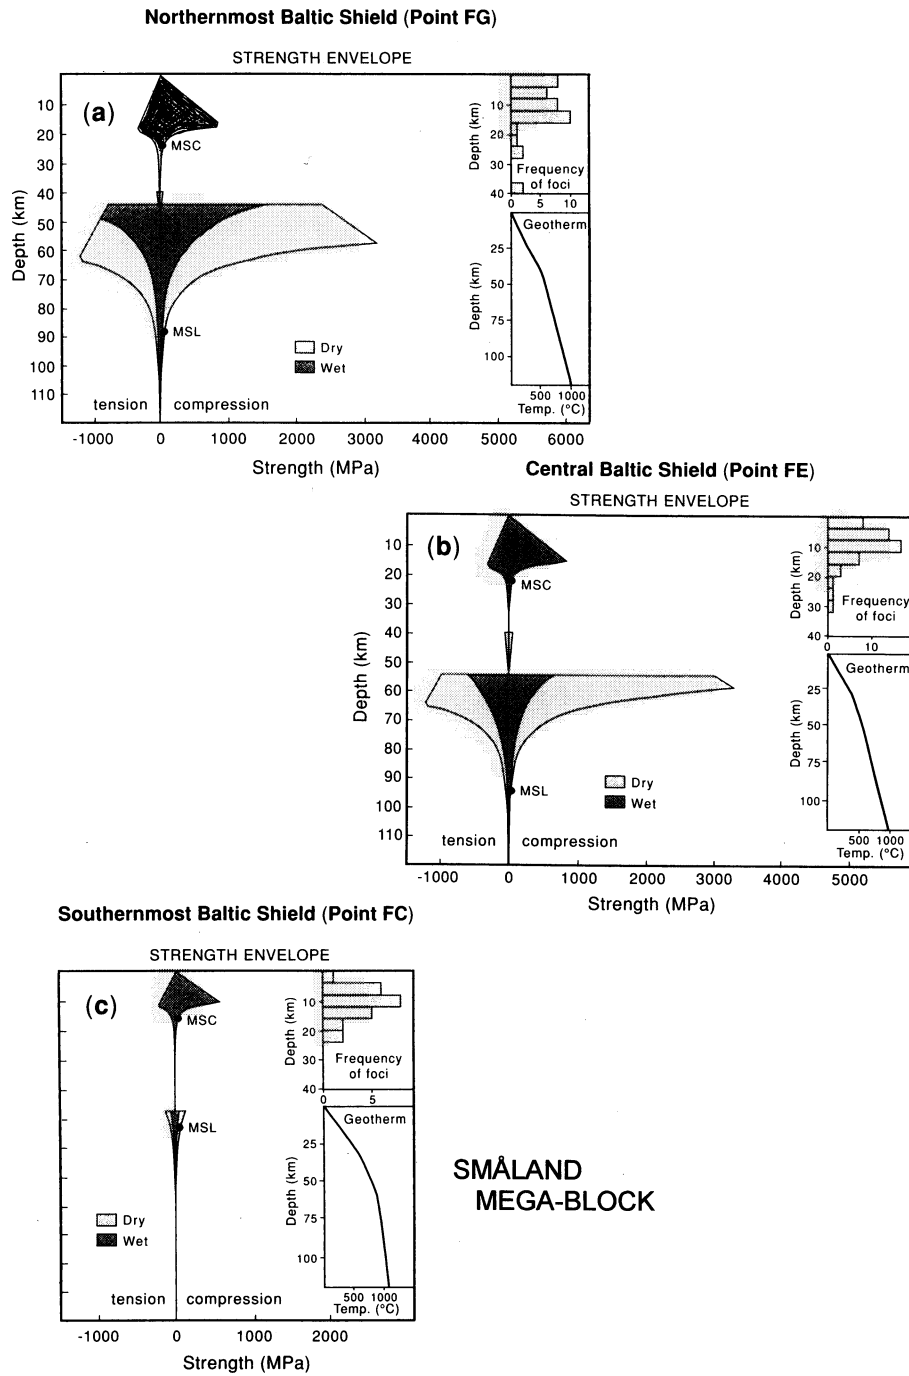 Northernmost Baltic Shield (Point FG)
STRENGTH ENVELOPE
(a)
MSC
MSL
Dry
Wet
tension compression
Depth (km)
10
20
30
40
50
60
70
80
90
100
110
-1000 0 1000 2000 3000 4000 5000 6000
Strength (MPa)
Depth (km)
10
20
30
40
Frequency
of foci
0 5 10
Geotherm
Depth (km)
25
50
75
100
500 1000
Temp. (°C)
Central Baltic Shield (Point FE)
STRENGTH ENVELOPE
(b)
MSC
MSL
Dry
Wet
tension compression
Depth (km)
10
20
30
40
50
60
70
80
90
100
110
-1000 0 1000 2000 3000 4000 5000
Strength (MPa)
Depth (km)
10
20
30
40
Frequency
of foci
0 10
Geotherm
Depth (km)
25
50
75
100
500 1000
Temp. (°C)
Southernmost Baltic Shield (Point FC)
STRENGTH ENVELOPE
(c)
MSC
MSL
Dry
Wet
tension compression
-1000 0 1000 2000
Strength (MPa)
Depth (km)
10
20
30
40
Frequency
of foci
0 5
Geotherm
Depth (km)
25
50
75
100
500 1000
Temp. (°C)
SMÅLAND
MEGA-BLOCK